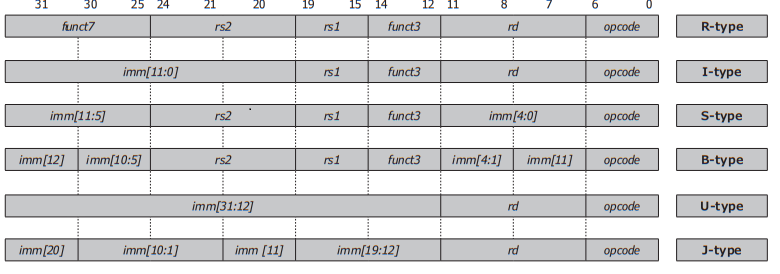 31 30 25 24 21 20 19 15 14 12 11 8 7 6 0
funct7 rs2 rs1 funct3 rd opcode R-type
imm[11:0] rs1 funct3 rd opcode I-type
imm[11:5] rs2 rs1 funct3 imm[4:0] opcode S-type
imm[12] imm[10:5] rs2 rs1 funct3 imm[4:1] imm[11] opcode B-type
imm[31:12] rd opcode U-type
imm[20] imm[10:1] imm [11] imm[19:12] rd opcode J-type